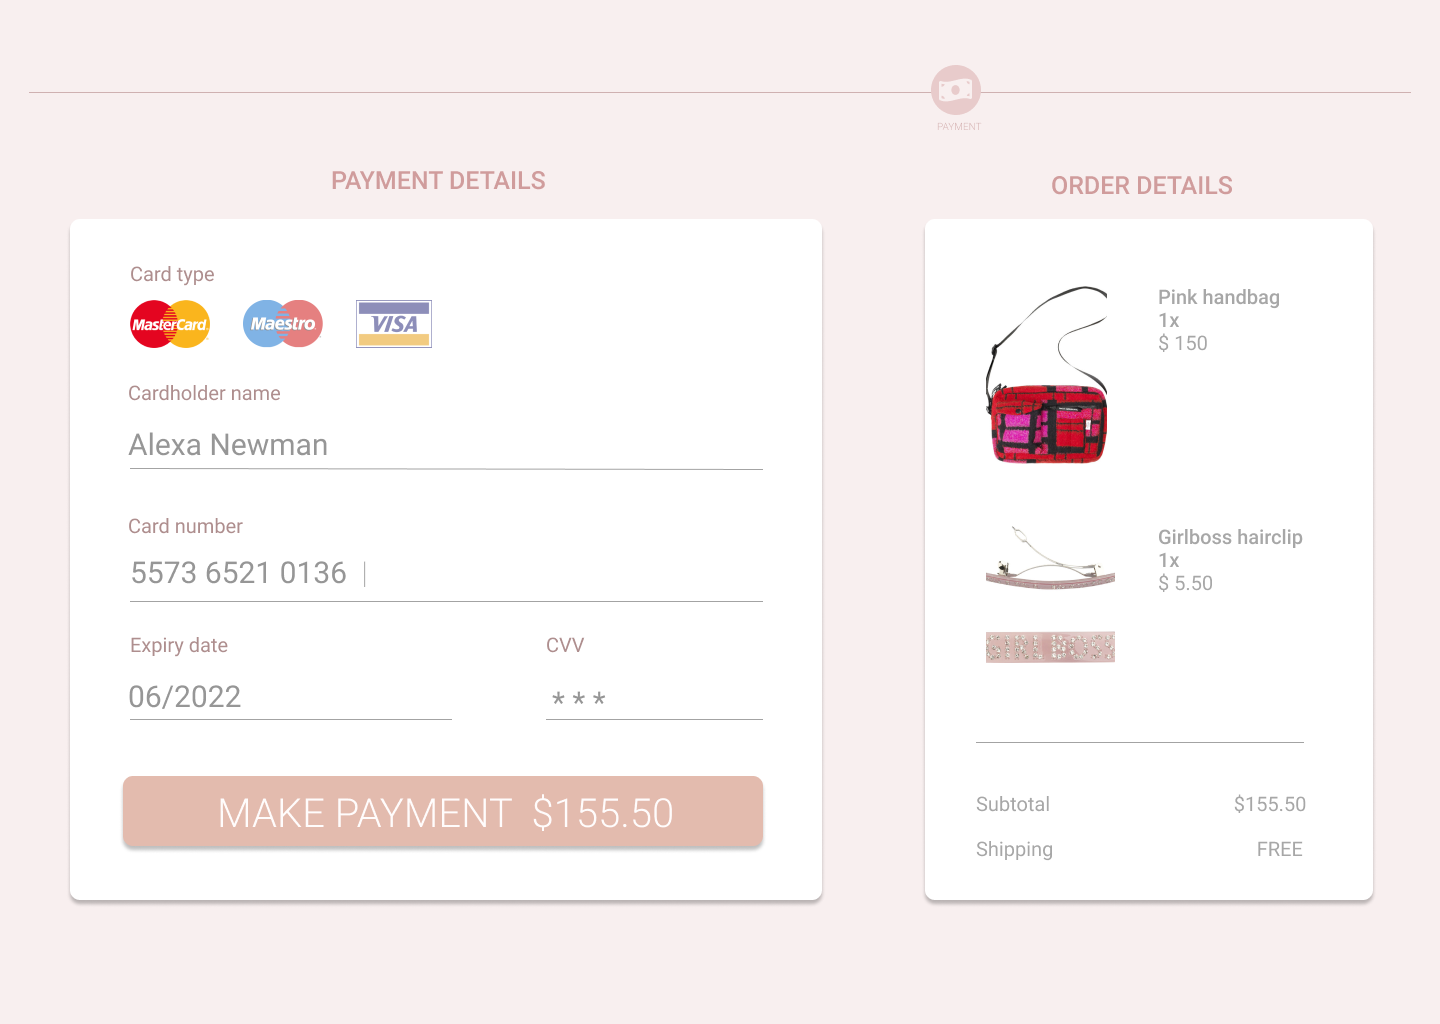 PAYMENT
PAYMENT DETAILS
Card type
MasterCard
Maestro
VISA
Cardholder name
Alexa Newman
Card number
5573 6521 0136
Expiry date
CVV
06/2022
* * *
MAKE PAYMENT $155.50
ORDER DETAILS
Pink handbag
1x
$ 150
Girlboss hairclip
1x
$ 5.50
GIRL BOSS
Subtotal
$155.50
Shipping
FREE